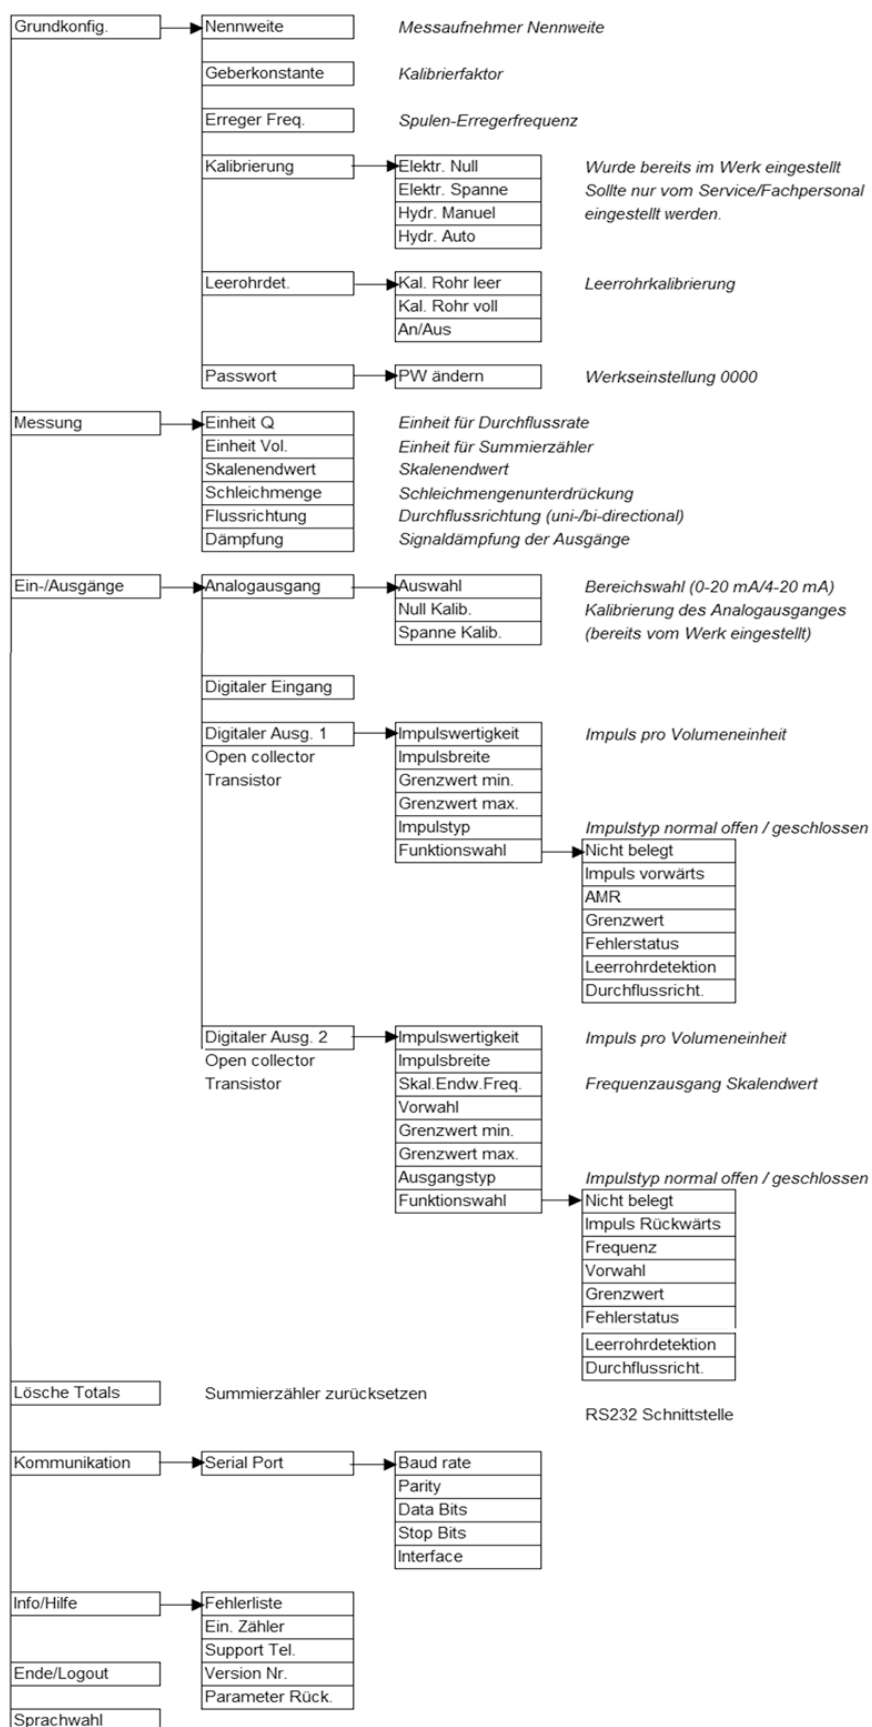 Grundkonfig.
Nennweite
Messaufnehmer Nennweite
Geberkonstante
Kalibrierfaktor
Erreger Freq.
Spulen-Erregerfrequenz
Kalibrierung
Elektr. Null
Wurde bereits im Werk eingestellt
Elektr. Spanne
Sollte nur vom Service/Fachpersonal
Hydr. Manuel
eingestellt werden.
Hydr. Auto
Leerohrdet.
Kal. Rohr leer
Leerrohrkalibrierung
Kal. Rohr voll
An/Aus
Passwort
PW ändern
Werkseinstellung 0000
Messung
Einheit Q
Einheit für Durchflussrate
Einheit Vol.
Einheit für Summierzähler
Skalenendwert
Skalenendwert
Schleichmenge
Schleichmengenunterdrückung
Flussrichtung
Durchflussrichtung (uni-/bi-directional)
Dämpfung
Signaldämpfung der Ausgänge
Ein-/Ausgänge
Analogausgang
Auswahl
Bereichswahl (0-20 mA/4-20 mA)
Null Kalib.
Kalibrierung des Analogausganges
Spanne Kalib.
(bereits vom Werk eingestellt)
Digitaler Eingang
Digitaler Ausg. 1
Impulswertigkeit
Impuls pro Volumeneinheit
Open collector
Impulsbreite
Transistor
Grenzwert min.
Grenzwert max.
Impulstyp
Impulstyp normal offen / geschlossen
Funktionswahl
Nicht belegt
Impuls vorwärts
AMR
Grenzwert
Fehlerstatus
Leerrohrdetektion
Durchflussricht.
Digitaler Ausg. 2
Impulswertigkeit
Impuls pro Volumeneinheit
Open collector
Impulsbreite
Transistor
Skal.Endw.Freq.
Frequenzausgang Skalendwert
Vorwahl
Grenzwert min.
Grenzwert max.
Ausgangstyp
Impulstyp normal offen / geschlossen
Funktionswahl
Nicht belegt
Impuls Rückwärts
Frequenz
Vorwahl
Grenzwert
Fehlerstatus
Leerrohrdetektion
Durchflussricht.
Lösche Totals
Summierzähler zurücksetzen
RS232 Schnittstelle
Kommunikation
Serial Port
Baud rate
Parity
Data Bits
Stop Bits
Interface
Info/Hilfe
Fehlerliste
Ein. Zähler
Support Tel.
Ende/Logout
Version Nr.
Parameter Rück.
Sprachwahl